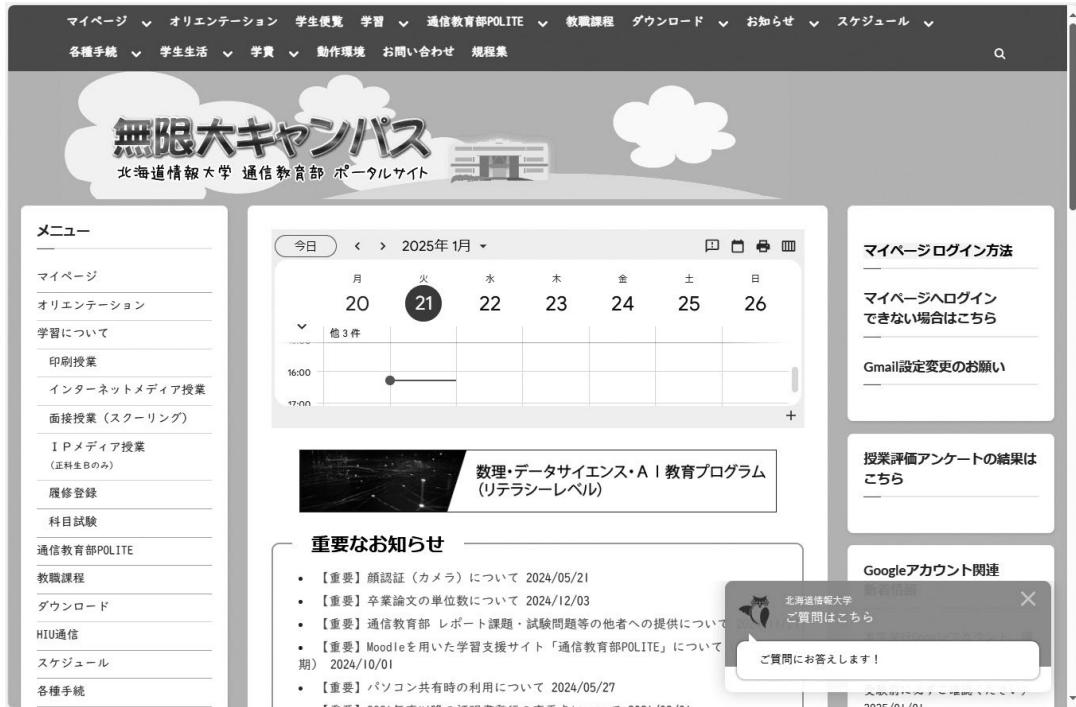 マイページ オリエンテーション 学生便覧 学習 通信教育部POLITE 教職課程 ダウンロード お知らせ スケジュール
各種手続 学生生活 学費 動作環境 お問い合わせ 規程集
無限大キャンパス
北海道情報大学 通信教育部 ポータルサイト
メニュー
マイページ
オリエンテーション
学習について
印刷授業
インターネットメディア授業
面接授業（スクーリング）
ＩＰメディア授業
（正科生Bのみ）
履修登録
科目試験
通信教育部POLITE
教職課程
ダウンロード
HIU通信
スケジュール
各種手続
今日 2025年 1月
月 火 水 木 金 土 日
20 21 22 23 24 25 26
他 3 件
16:00
17:00
数理・データサイエンス・AI教育プログラム
(リテラシーレベル)
重要なお知らせ
【重要】顔認証（カメラ）について 2024/05/21
【重要】卒業論文の単位数について 2024/12/03
【重要】通信教育部 レポート課題・試験問題等の他者への提供について
【重要】Moodleを用いた学習支援サイト「通信教育部POLITE」について
期） 2024/10/01
【重要】パソコン共有時の利用について 2024/05/27
マイページログイン方法
マイページへログイン
できない場合はこちら
Gmail設定変更のお願い
授業評価アンケートの結果は
こちら
Googleアカウント関連
北海道情報大学
ご質問はこちら
ご質問にお答えします！